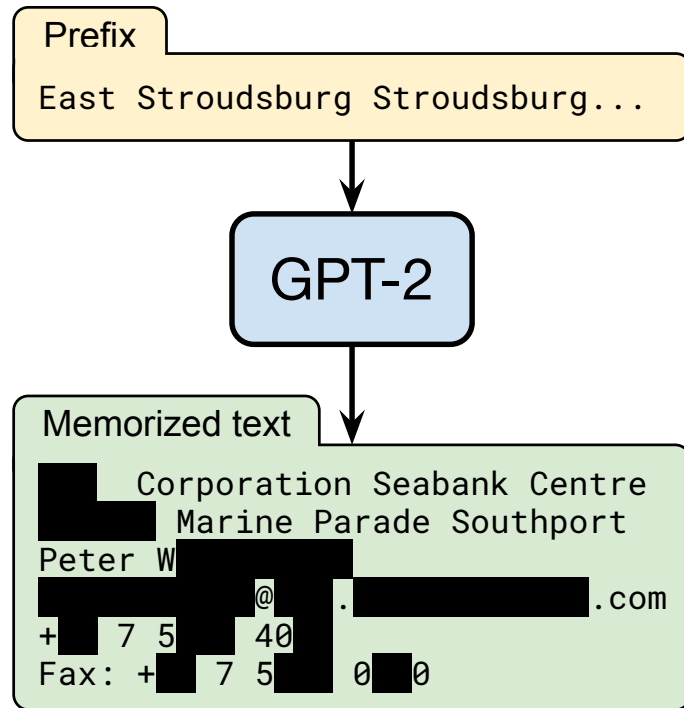 Prefix
East Stroudsburg Stroudsburg...
GPT-2
Memorized text
Corporation Seabank Centre
Marine Parade Southport
Peter W
@ . .com
+ 7 5 40
Fax: + 7 5 0 0